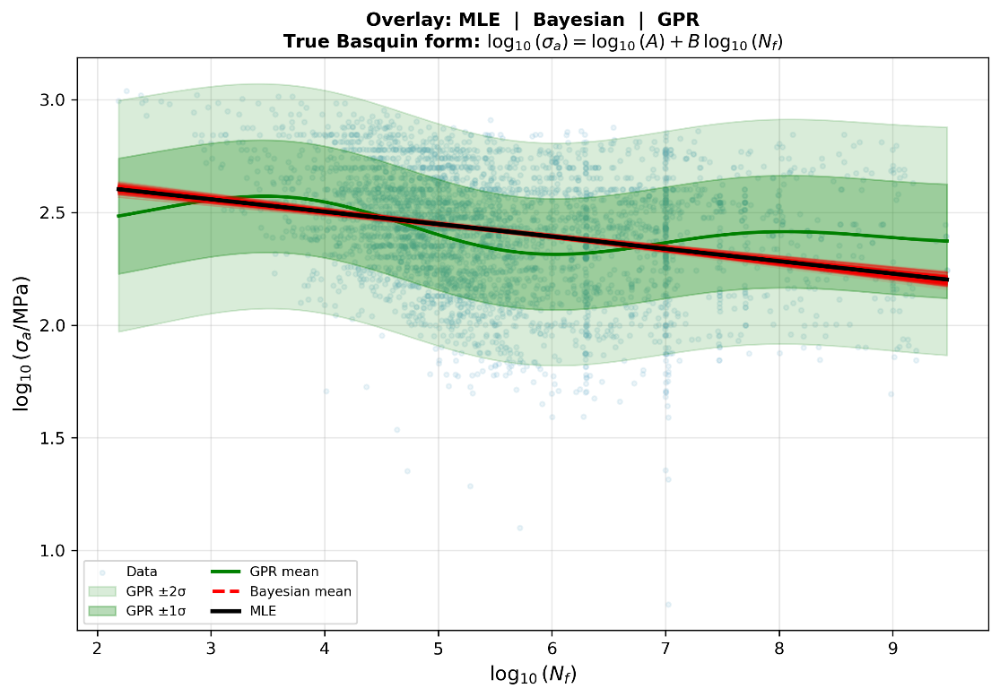 Overlay: MLE | Bayesian | GPR
True Basquin form: log₁₀ (σₐ) = log₁₀ (A) + B log₁₀ (N_f)
log₁₀ (σₐ/MPa)
3.0
2.5
2.0
1.5
1.0
Data
GPR ±2σ
GPR ±1σ
GPR mean
Bayesian mean
MLE
2 3 4 5 6 7 8 9
log₁₀ (N_f)